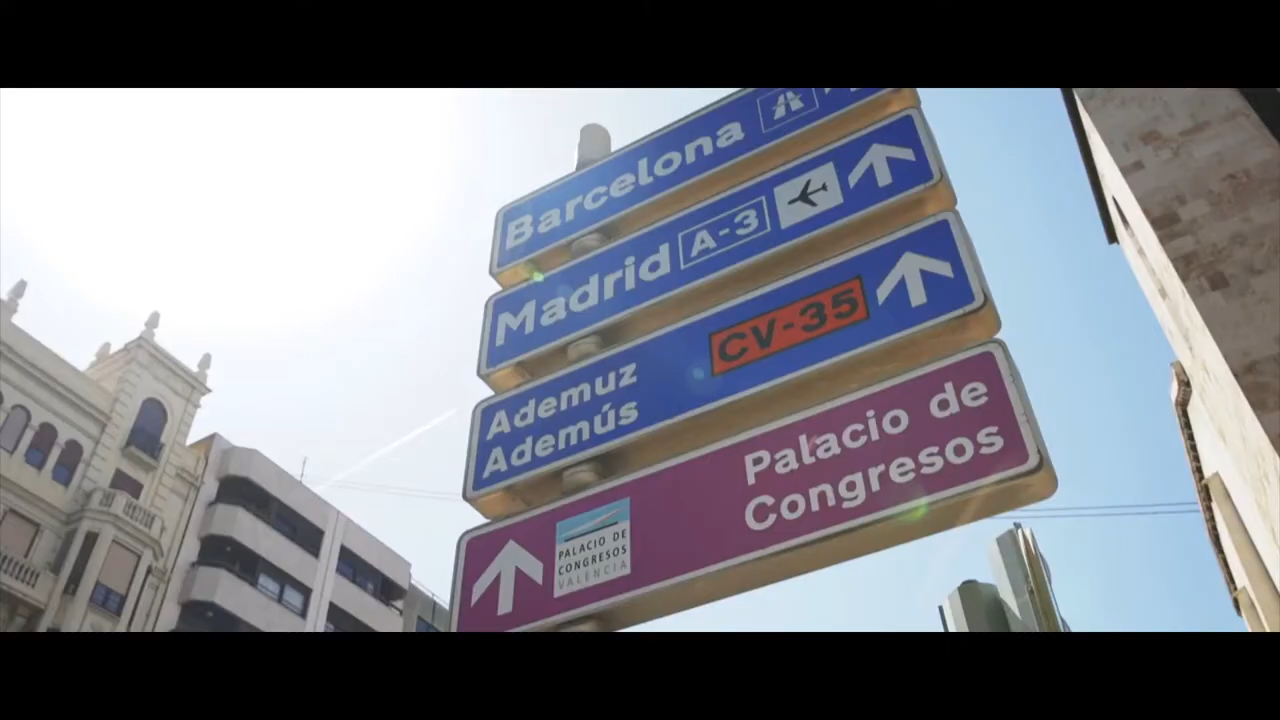 Barcelona
Madrid A-3
Ademuz CV-35
Ademús
Palacio de
Congresos
PALACIO DE
CONGRESOS
VALENCIA